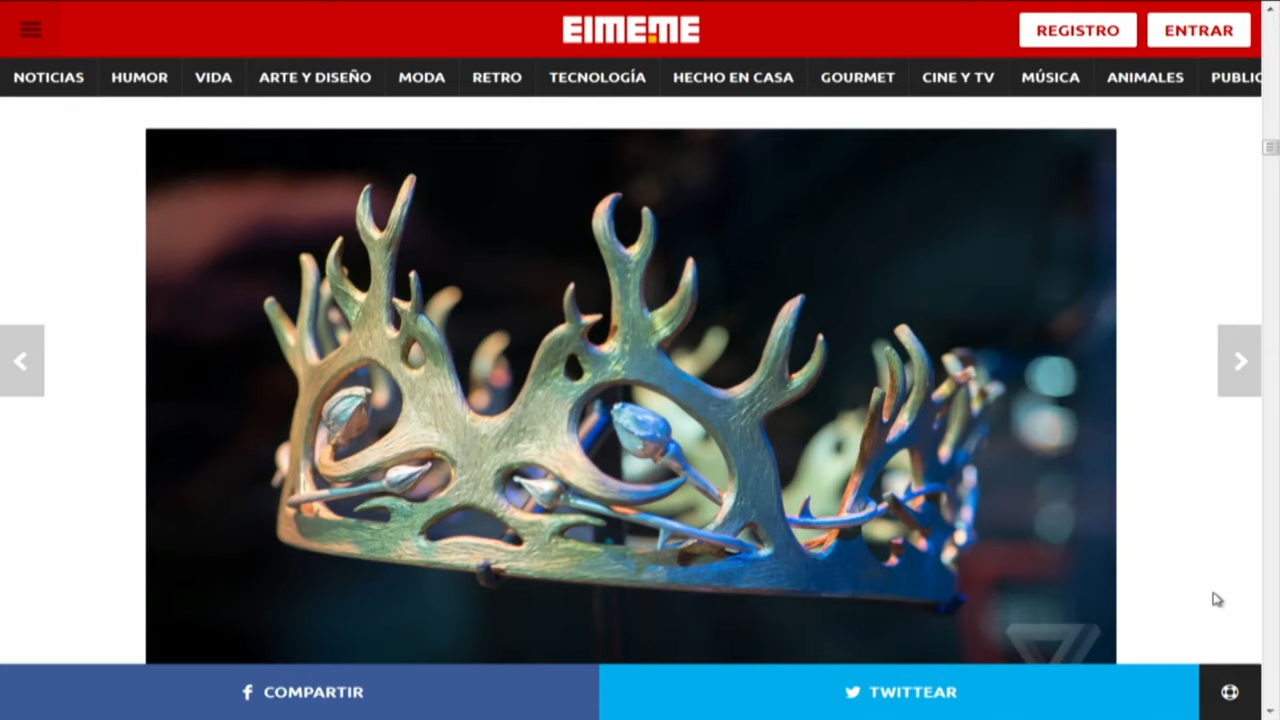 EIMEME
REGISTRO
ENTRAR
NOTICIAS
HUMOR
VIDA
ARTE Y DISEÑO
MODA
RETRO
TECNOLOGÍA
HECHO EN CASA
GOURMET
CINE Y TV
MÚSICA
ANIMALES
PUBLIC
COMPARTIR
TWITTEAR